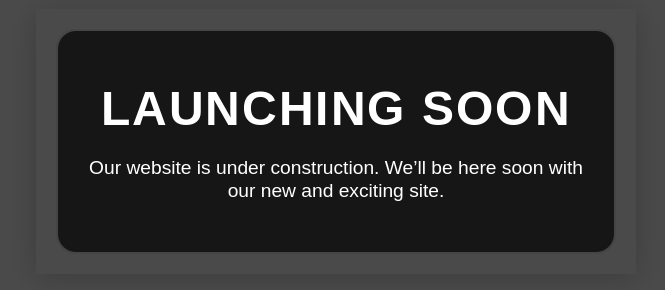 LAUNCHING SOON
Our website is under construction. We’ll be here soon with
our new and exciting site.